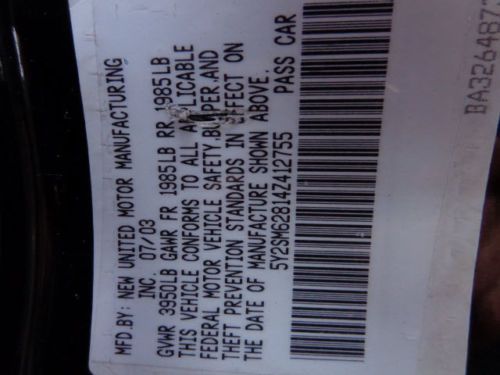 MFD BY: NEW UNITED MOTOR MANUFACTURING
INC. 07/03
GVWR 3950LB GAWR FR 1985LB RR 1985LB
THIS VEHICLE CONFORMS TO ALL APPLICABLE
FEDERAL MOTOR VEHICLE SAFETY, BUMPER, AND
THEFT PREVENTION STANDARDS IN EFFECT ON
THE DATE OF MANUFACTURE SHOWN ABOVE.
5Y2SM62814Z412755 PASS CAR